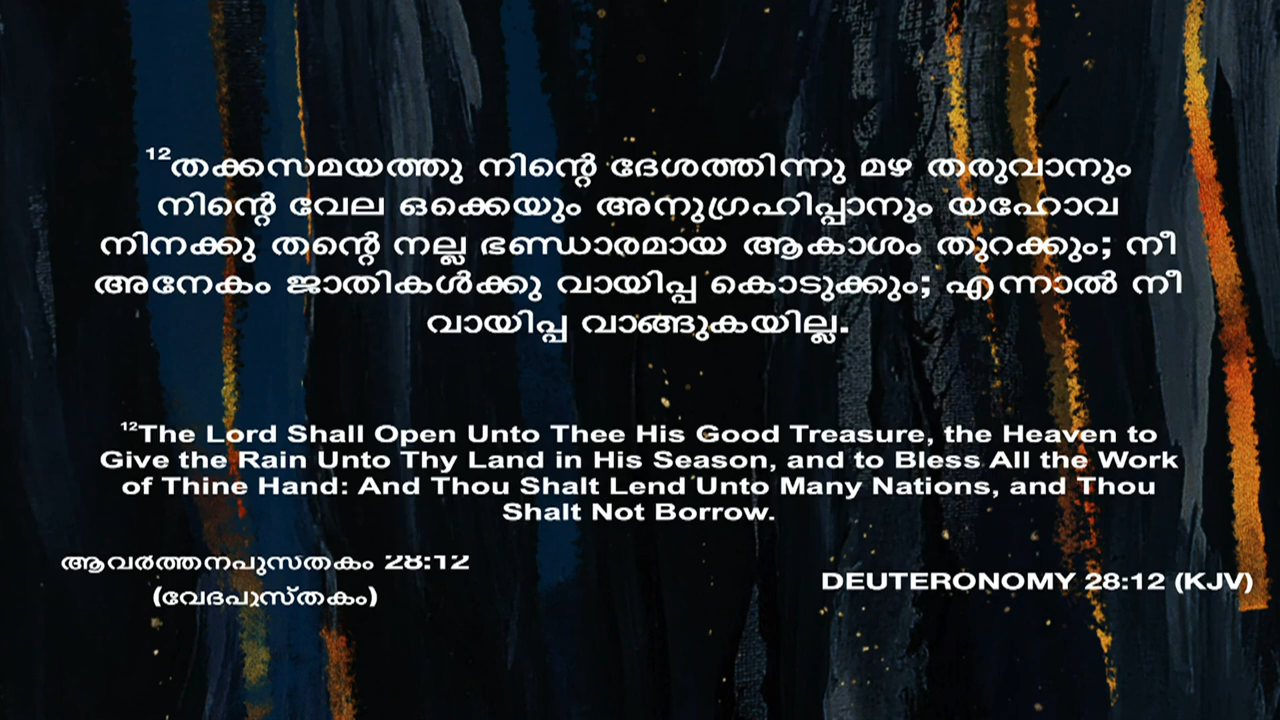 ¹²തക്കസമയത്തു നിന്റെ ദേശത്തിന്നു മഴ തരുവാനും
നിന്റെ വേല ഒക്കെയും അനുഗ്രഹിപ്പാനും യഹോവ
നിനക്കു തന്റെ നല്ല ഭണ്ഡാരമായ ആകാശം തുറക്കും; നീ
അനേകം ജാതികൾക്കു വായിപ്പ കൊടുക്കും; എന്നാൽ നീ
വായിപ്പ വാങ്ങുകയില്ല.
¹²The Lord Shall Open Unto Thee His Good Treasure, the Heaven to
Give the Rain Unto Thy Land in His Season, and to Bless All the Work
of Thine Hand: And Thou Shalt Lend Unto Many Nations, and Thou
Shalt Not Borrow.
ആവർത്തനപുസ്തകം 28:12
(വേദപുസ്തകം)
DEUTERONOMY 28:12 (KJV)